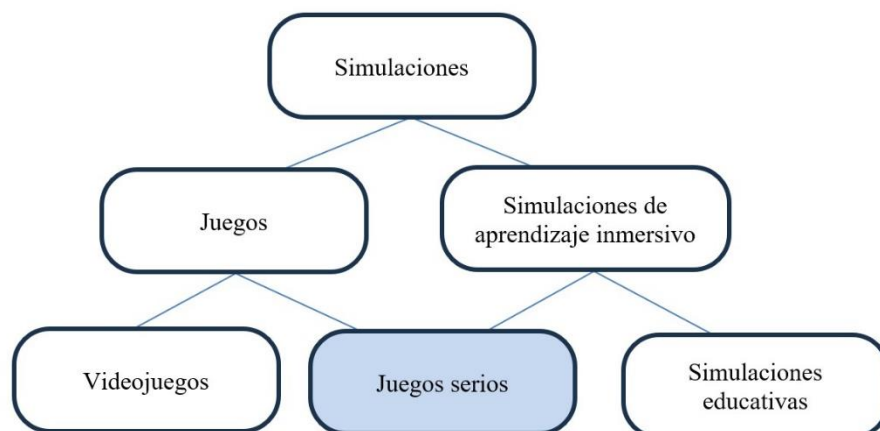 Simulaciones
Juegos
Simulaciones de
aprendizaje inmersivo
Videojuegos
Juegos serios
Simulaciones
educativas